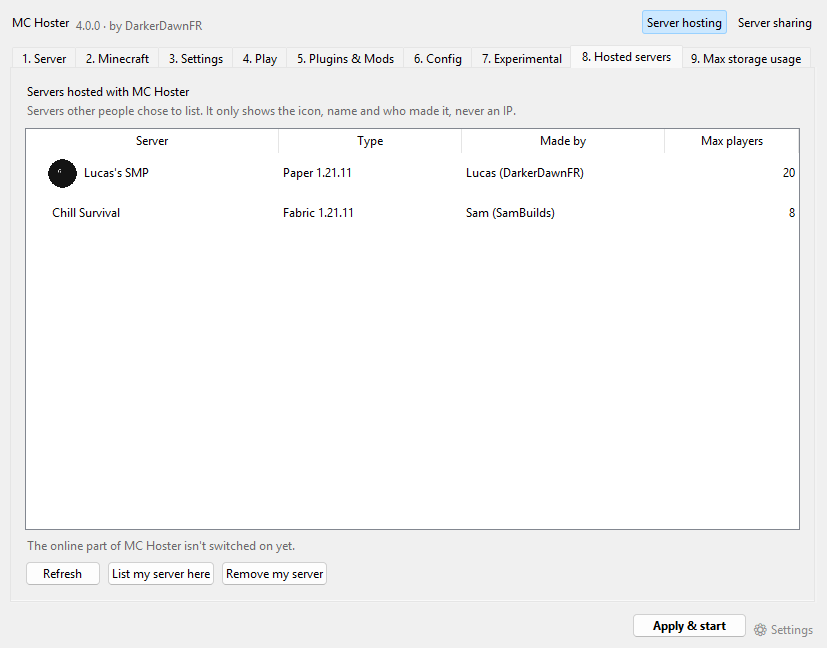 MC Hoster 4.0.0 · by DarkerDawnFR Server hosting Server sharing
1. Server 2. Minecraft 3. Settings 4. Play 5. Plugins & Mods 6. Config 7. Experimental 8. Hosted servers 9. Max storage usage
Servers hosted with MC Hoster
Servers other people chose to list. It only shows the icon, name and who made it, never an IP.
Server Type Made by Max players
Lucas's SMP Paper 1.21.11 Lucas (DarkerDawnFR) 20
Chill Survival Fabric 1.21.11 Sam (SamBuilds) 8
The online part of MC Hoster isn't switched on yet.
Refresh List my server here Remove my server
Apply & start Settings